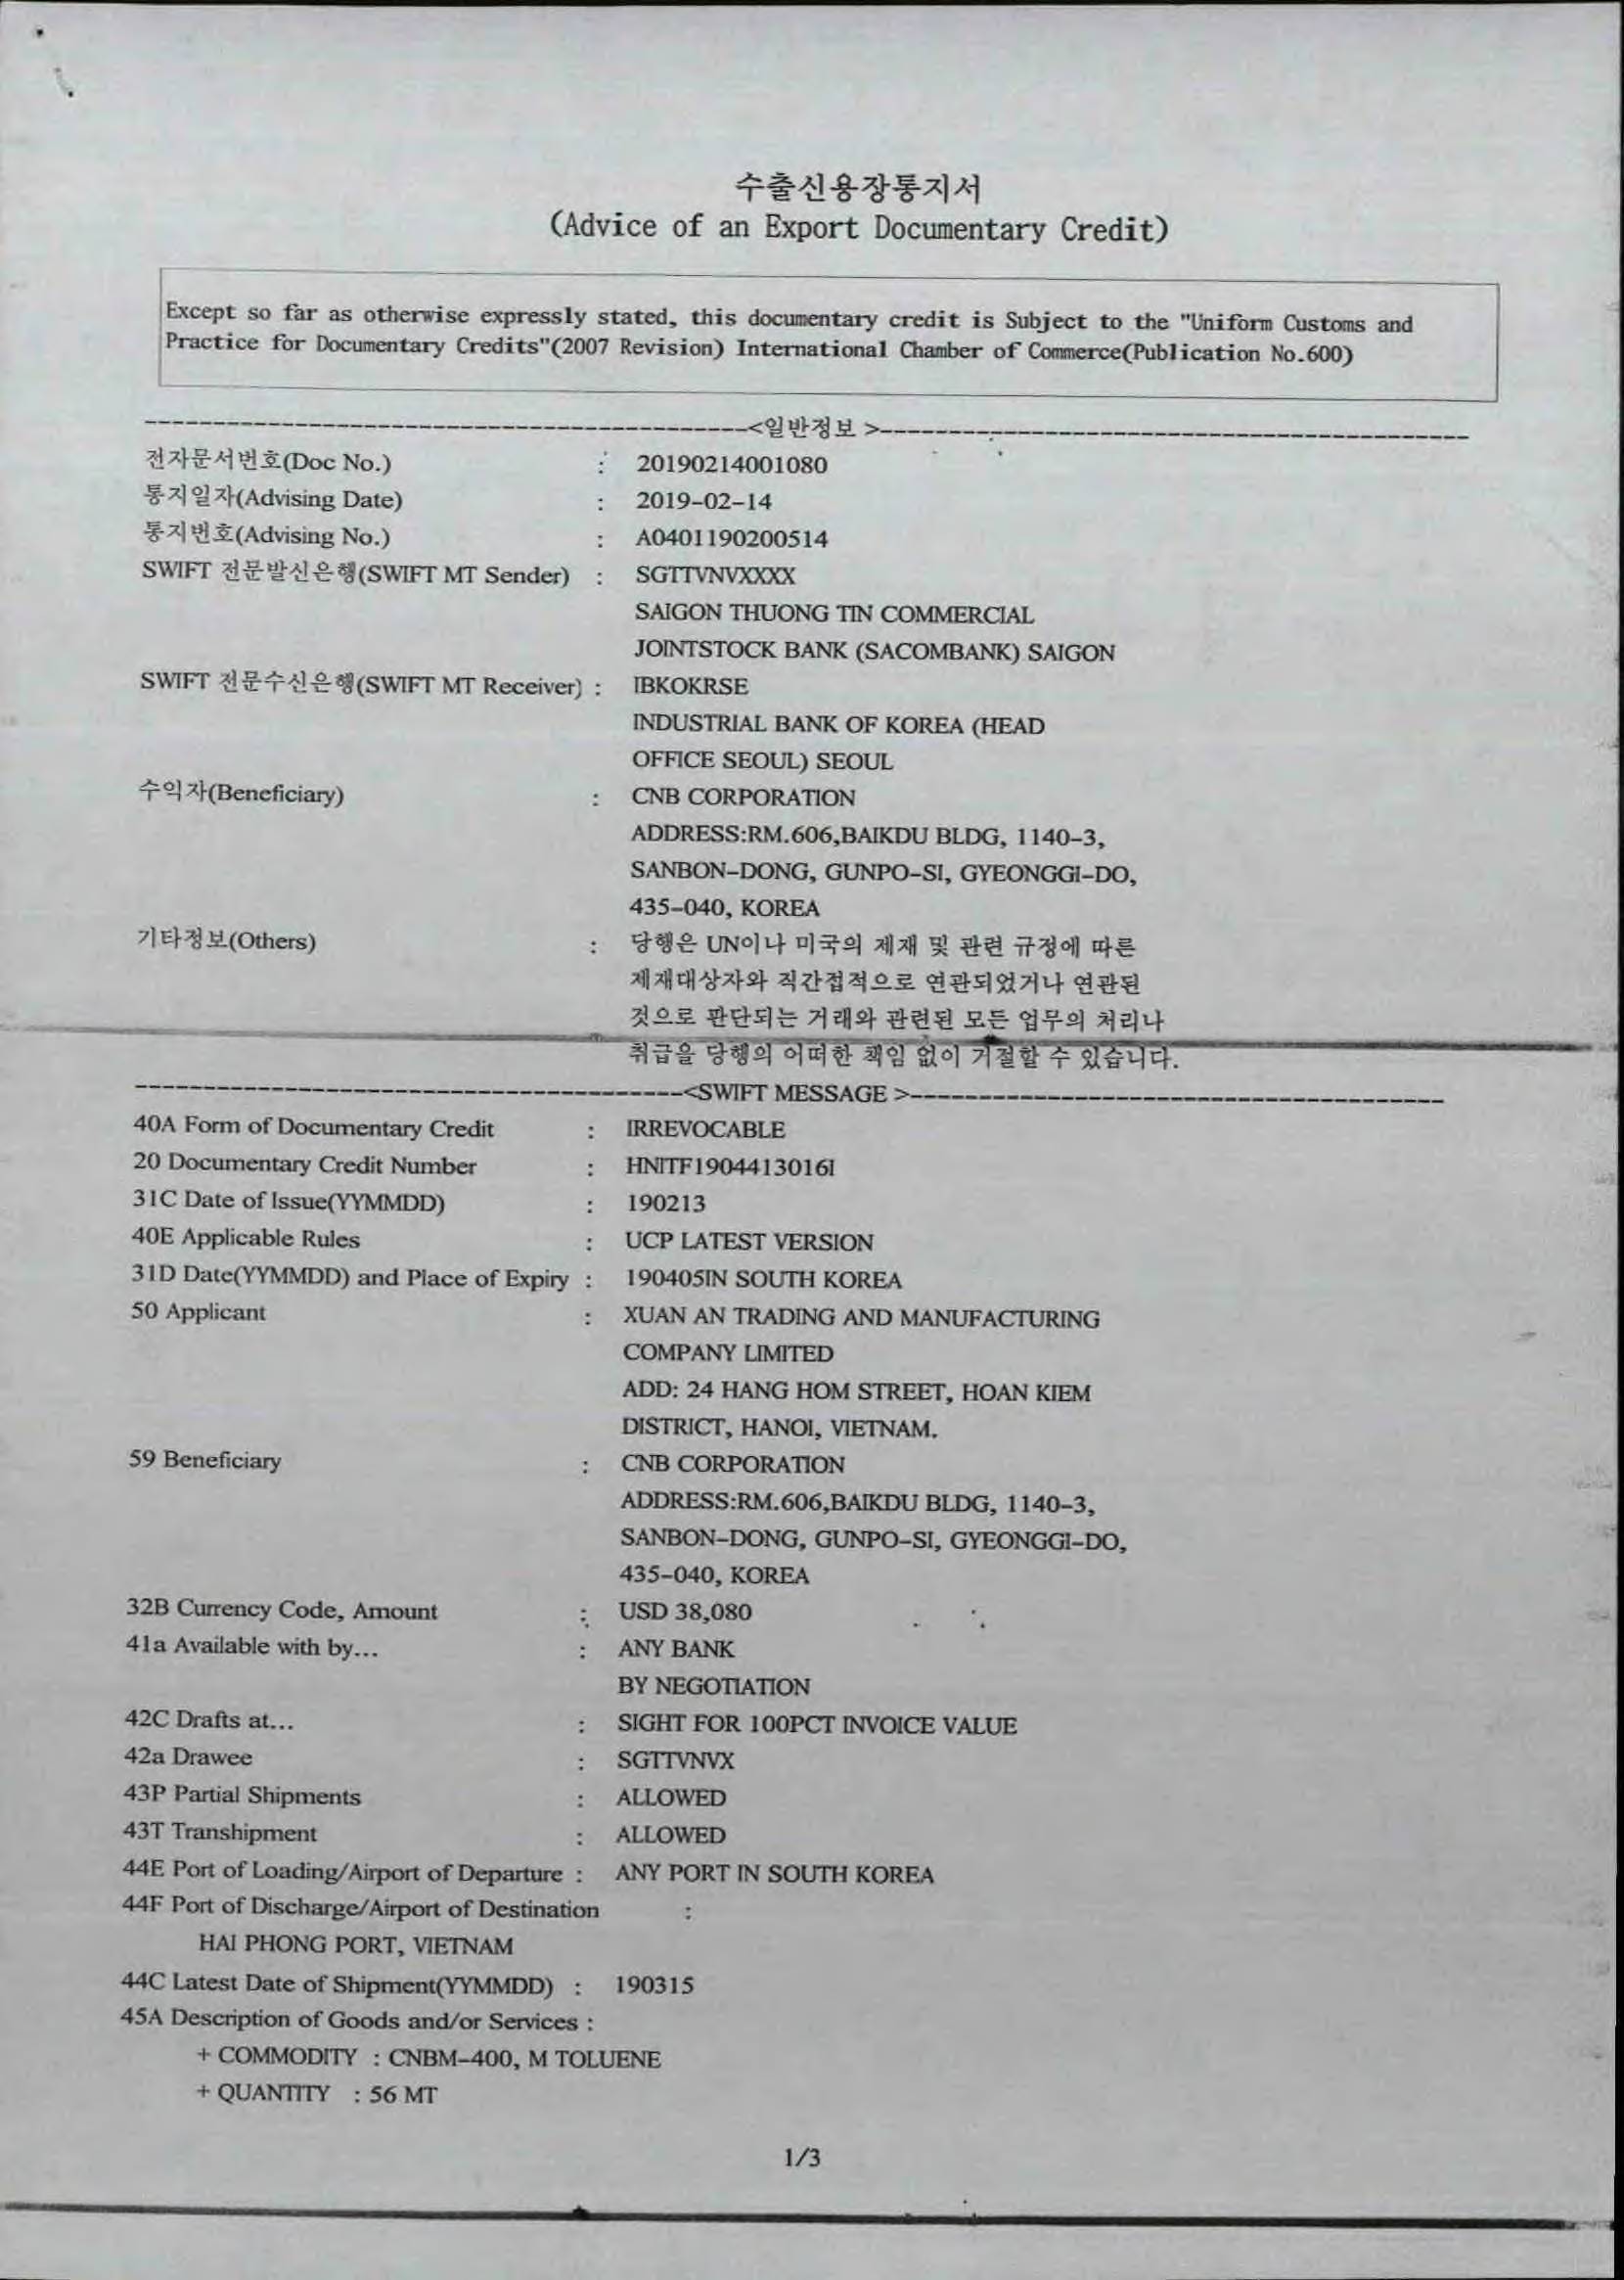 수출신용장통지서
(Advice of an Export Documentary Credit)
Except so far as otherwise expressly stated, this documentary credit is Subject to the "Uniform Customs and
Practice for Documentary Credits"(2007 Revision) International Chamber of Commerce(Publication No.600)
--------------------------------------------<일반정보 >-------------------------------------------
전자문서번호(Doc No.) : 20190214001080
통지일자(Advising Date) : 2019-02-14
통지번호(Advising No.) : A0401190200514
SWIFT 전문발신은행(SWIFT MT Sender) : SGTTVNVXXXX
SAIGON THUONG TIN COMMERCIAL
JOINTSTOCK BANK (SACOMBANK) SAIGON
SWIFT 전문수신은행(SWIFT MT Receiver) : IBKOKRSE
INDUSTRIAL BANK OF KOREA (HEAD
OFFICE SEOUL) SEOUL
수익자(Beneficiary) : CNB CORPORATION
ADDRESS:RM.606,BAIKDU BLDG, 1140-3,
SANBON-DONG, GUNPO-SI, GYEONGGI-DO,
435-040, KOREA
기타정보(Others) : 당행은 UN이나 미국의 제재 및 관련 규정에 따른
제재대상자와 직간접적으로 연관되었거나 연관된
것으로 판단되는 거래와 관련된 모든 업무의 처리나
취급을 당행의 어떠한 책임 없이 거절할 수 있습니다.
----------------------------------------<SWIFT MESSAGE >---------------------------------------
40A Form of Documentary Credit : IRREVOCABLE
20 Documentary Credit Number : HNITF1904413016I
31C Date of Issue(YYMMDD) : 190213
40E Applicable Rules : UCP LATEST VERSION
31D Date(YYMMDD) and Place of Expiry : 190405IN SOUTH KOREA
50 Applicant : XUAN AN TRADING AND MANUFACTURING
COMPANY LIMITED
ADD: 24 HANG HOM STREET, HOAN KIEM
DISTRICT, HANOI, VIETNAM.
59 Beneficiary : CNB CORPORATION
ADDRESS:RM.606,BAIKDU BLDG, 1140-3,
SANBON-DONG, GUNPO-SI, GYEONGGI-DO,
435-040, KOREA
32B Currency Code, Amount : USD 38,080
41a Available with by... : ANY BANK
BY NEGOTIATION
42C Drafts at... : SIGHT FOR 100PCT INVOICE VALUE
42a Drawee : SGTTVNVX
43P Partial Shipments : ALLOWED
43T Transhipment : ALLOWED
44E Port of Loading/Airport of Departure : ANY PORT IN SOUTH KOREA
44F Port of Discharge/Airport of Destination :
HAI PHONG PORT, VIETNAM
44C Latest Date of Shipment(YYMMDD) : 190315
45A Description of Goods and/or Services :
+ COMMODITY : CNBM-400, M TOLUENE
+ QUANTITY : 56 MT
1/3